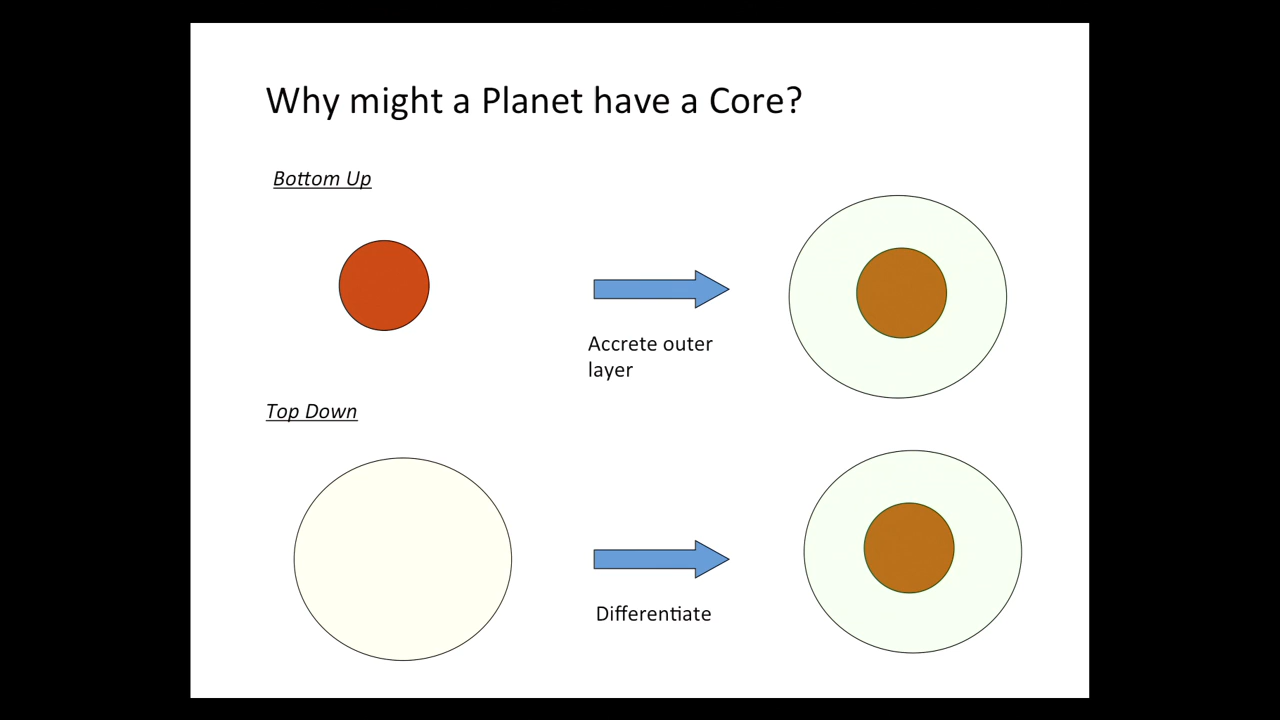 Why might a Planet have a Core?
Bottom Up
Accrete outer
layer
Top Down
Differentiate